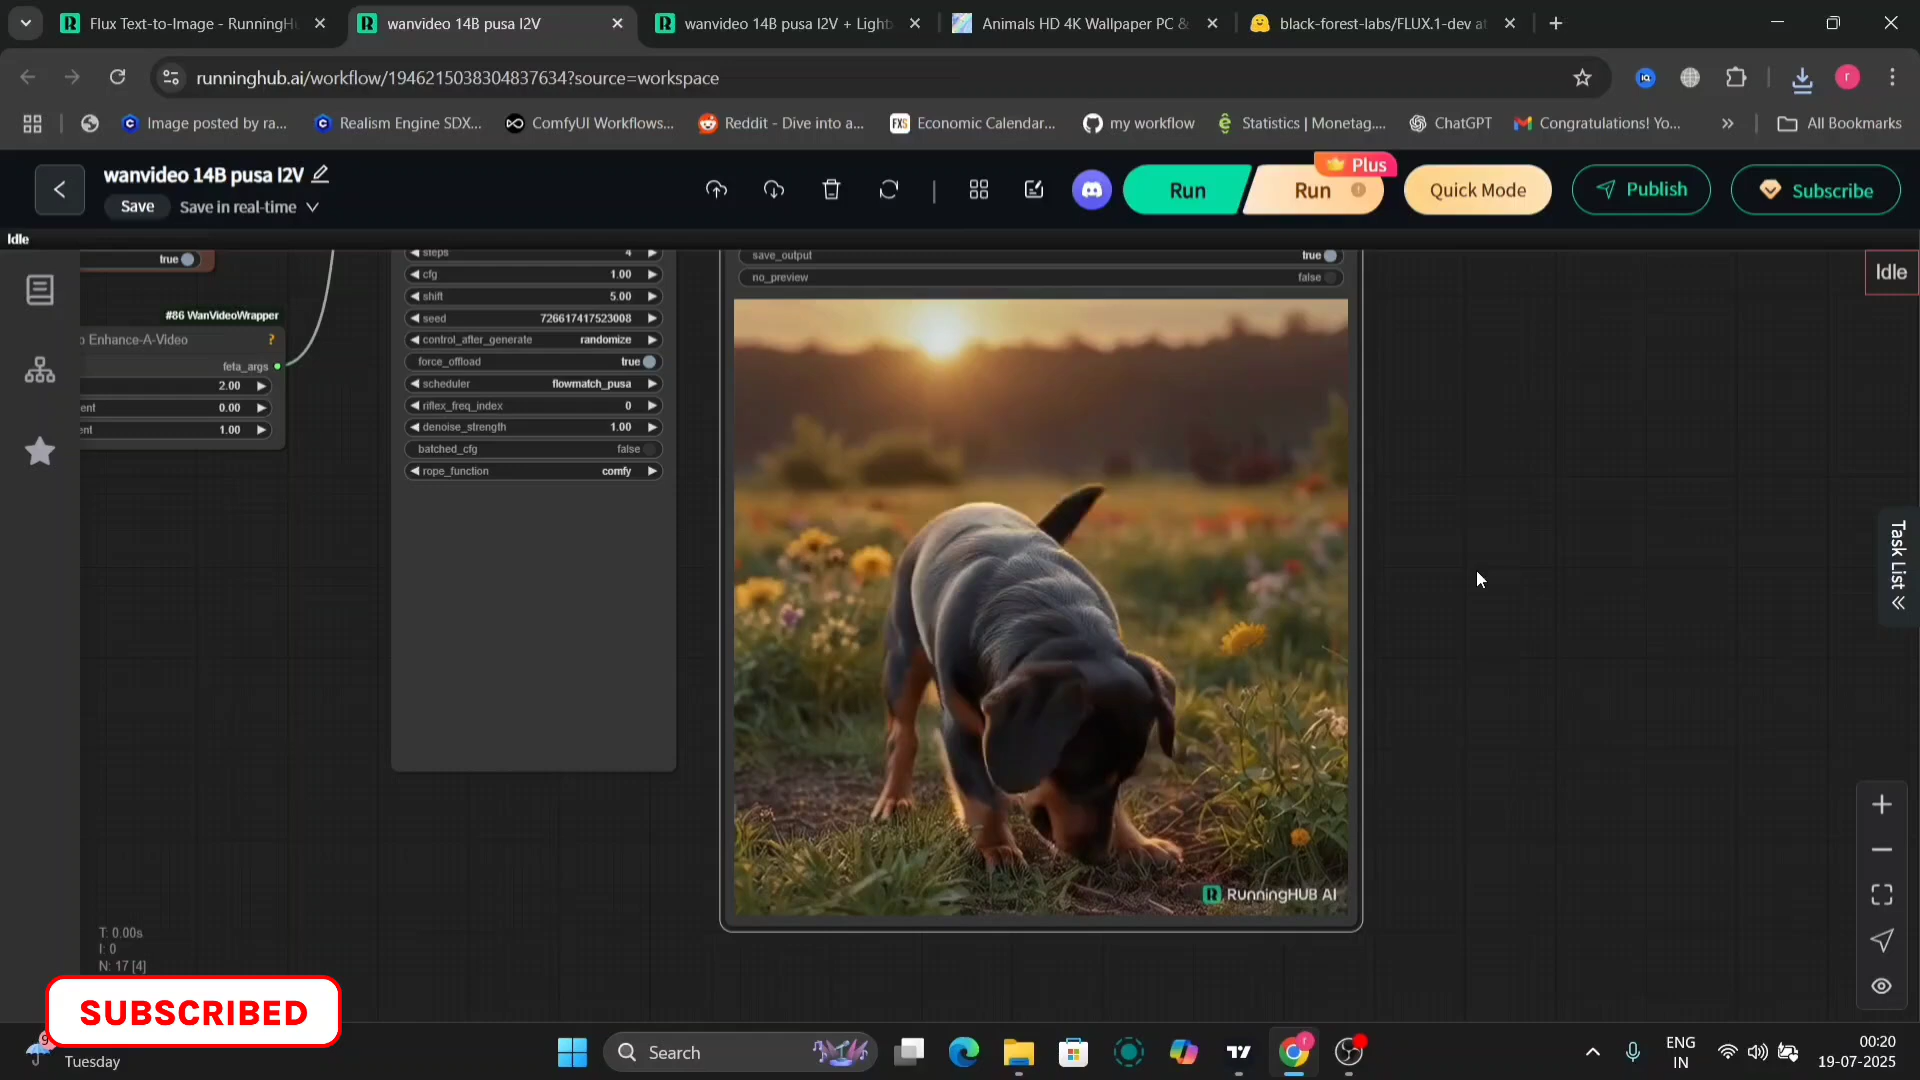 Flux Text-to-Image - RunningHu
wanvideo 14B pusa I2V
wanvideo 14B pusa I2V + Light
Animals HD 4K Wallpaper PC &
black-forest-labs/FLUX.1-dev at
runninghub.ai/workflow/1946215038304837634?source=workspace
IQ
r
Image posted by ra...
Realism Engine SDX...
ComfyUI Workflows...
Reddit - Dive into a...
FXS
Economic Calendar...
my workflow
Statistics | Monetag....
ChatGPT
Congratulations! Yo...
All Bookmarks
wanvideo 14B pusa I2V
Save
Save in real-time
Run
Run
Plus
Quick Mode
Publish
Subscribe
Idle
Idle
true
#86 WanVideoWrapper
o Enhance-A-Video ?
feta_args
2.00
ent 0.00
ent 1.00
steps 4
cfg 1.00
shift 5.00
seed 726617417523008
control_after_generate randomize
force_offload true
scheduler flowmatch_pusa
riflex_freq_index 0
denoise_strength 1.00
batched_cfg false
rope_function comfy
save_output true
no_preview false
RunningHUB AI
Task List
T: 0.00s
I: 0
N: 17 [4]
SUBSCRIBED
9
Tuesday
Search
ENG
IN
00:20
19-07-2025